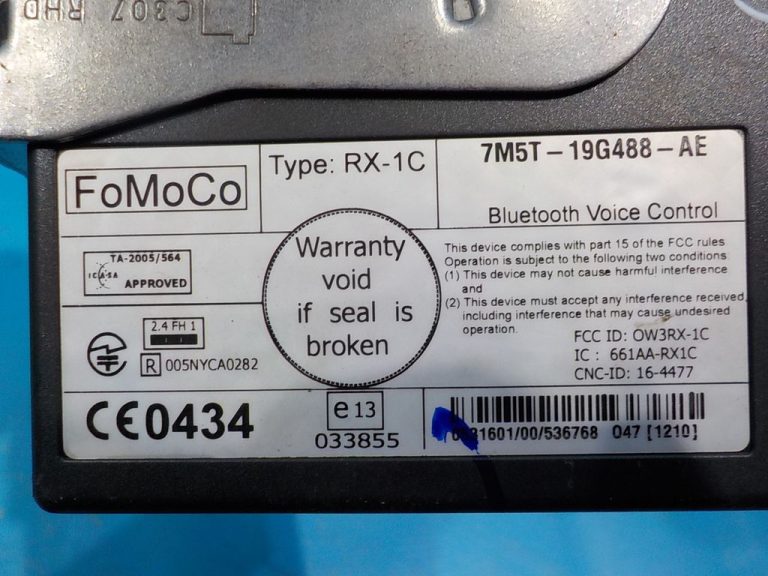 C307 RHD
FoMoCo
Type: RX-1C
7M5T-19G488-AE
Bluetooth Voice Control
TA-2005/564
ICASA
APPROVED
Warranty
void
if seal is
broken
This device complies with part 15 of the FCC rules
Operation is subject to the following two conditions:
(1) This device may not cause harmful interference
and
(2) This device must accept any interference received,
including interference that may cause undesired
operation.
2.4 FH 1
R 005NYCA0282
FCC ID: OW3RX-1C
IC : 661AA-RX1C
CNC-ID: 16-4477
CE0434
e13
033855
1601/00/536768 047 [1210]